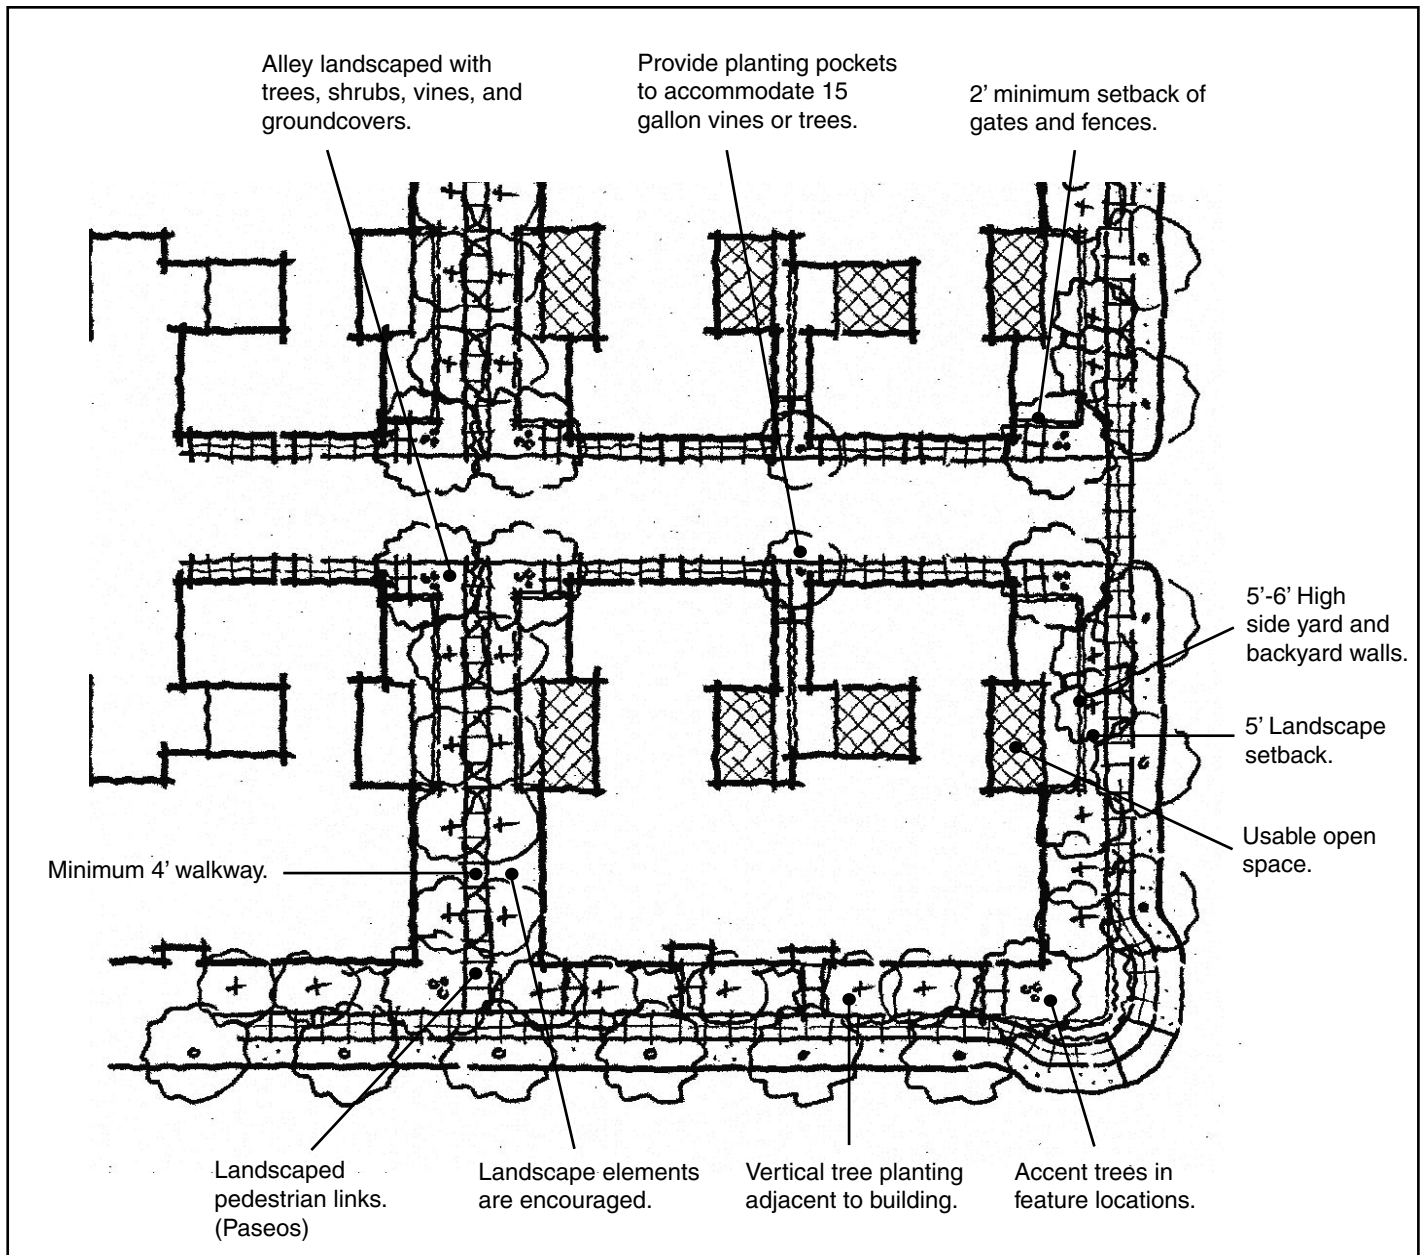 Alley landscaped with
trees, shrubs, vines, and
groundcovers.
Provide planting pockets
to accommodate 15
gallon vines or trees.
2’ minimum setback of
gates and fences.
5’-6’ High
side yard and
backyard walls.
5’ Landscape
setback.
Usable open
space.
Minimum 4’ walkway.
Landscaped
pedestrian links.
(Paseos)
Landscape elements
are encouraged.
Vertical tree planting
adjacent to building.
Accent trees in
feature locations.